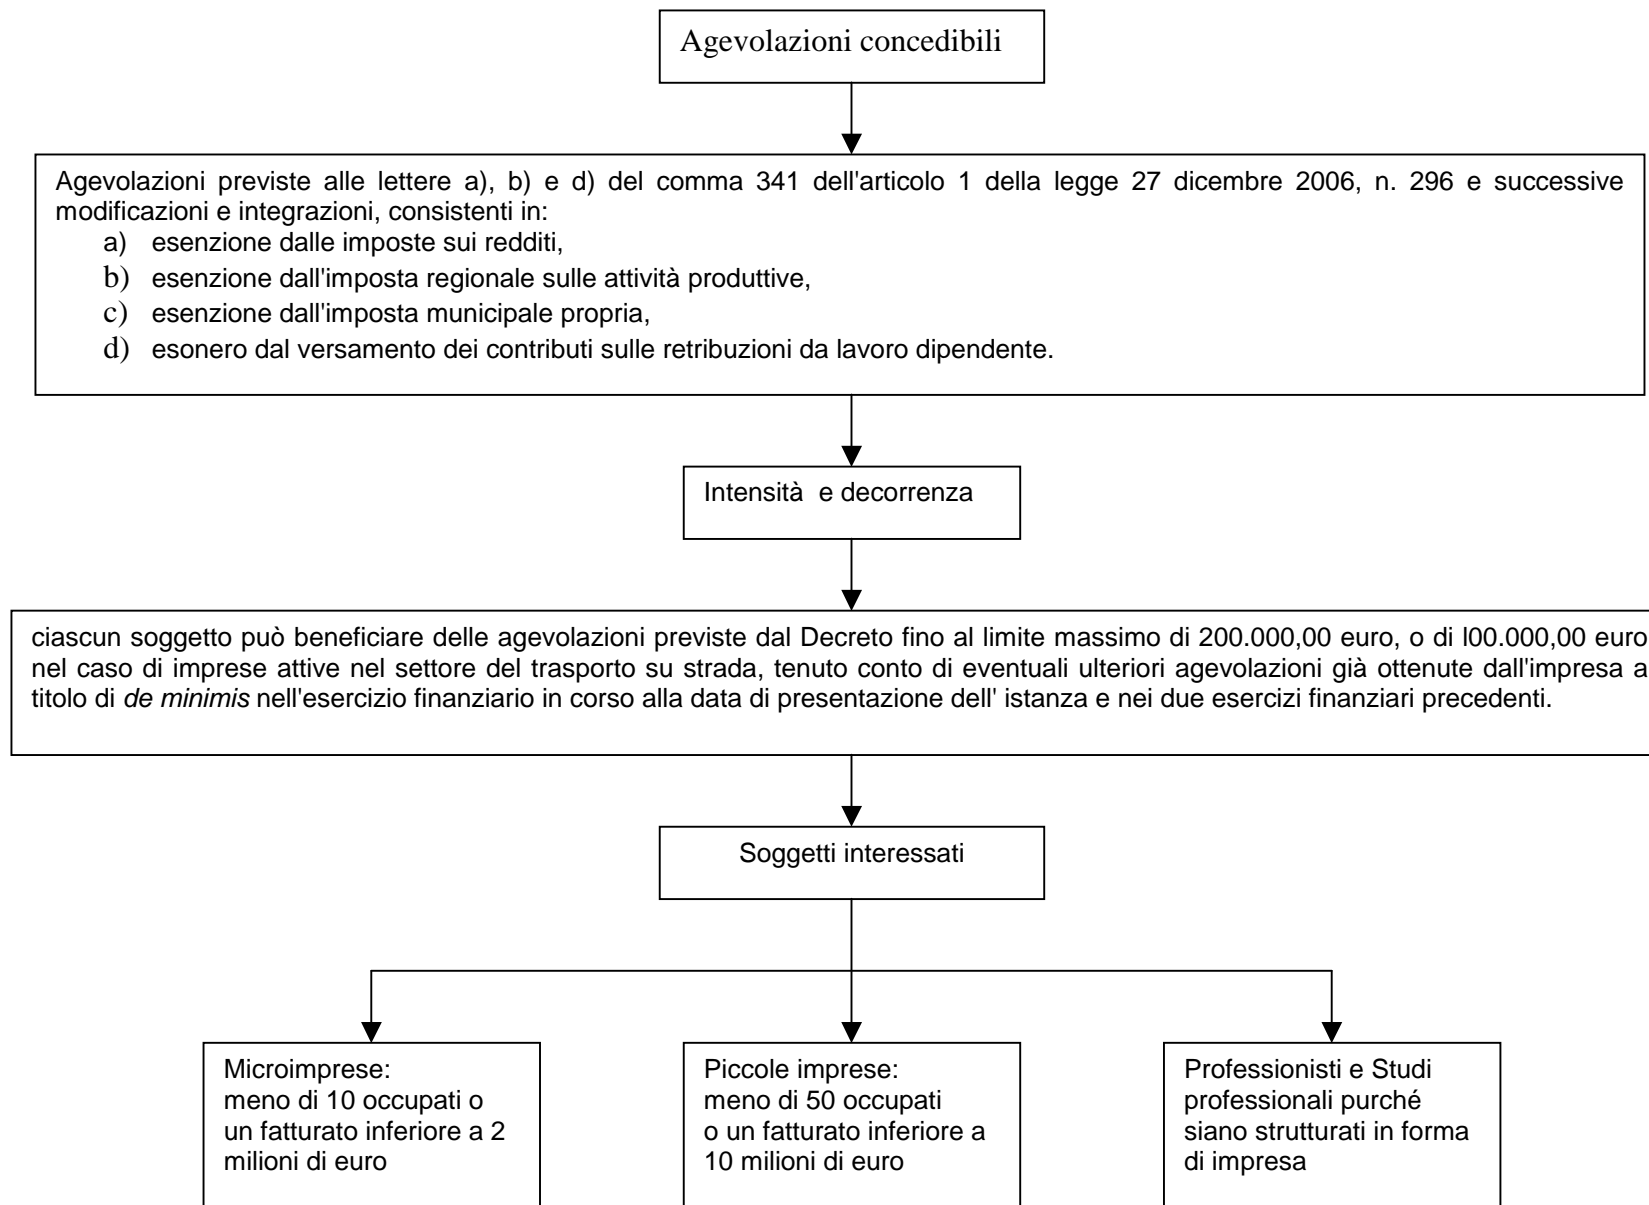 Agevolazioni concedibili
Agevolazioni previste alle lettere a), b) e d) del comma 341 dell'articolo 1 della legge 27 dicembre 2006, n. 296 e successive
modificazioni e integrazioni, consistenti in:
a) esenzione dalle imposte sui redditi,
b) esenzione dall'imposta regionale sulle attività produttive,
c) esenzione dall'imposta municipale propria,
d) esonero dal versamento dei contributi sulle retribuzioni da lavoro dipendente.
Intensità e decorrenza
ciascun soggetto può beneficiare delle agevolazioni previste dal Decreto fino al limite massimo di 200.000,00 euro, o di l00.000,00 euro
nel caso di imprese attive nel settore del trasporto su strada, tenuto conto di eventuali ulteriori agevolazioni già ottenute dall'impresa a
titolo di de minimis nell'esercizio finanziario in corso alla data di presentazione dell' istanza e nei due esercizi finanziari precedenti.
Soggetti interessati
Microimprese:
meno di 10 occupati o
un fatturato inferiore a 2
milioni di euro
Piccole imprese:
meno di 50 occupati
o un fatturato inferiore a
10 milioni di euro
Professionisti e Studi
professionali purché
siano strutturati in forma
di impresa